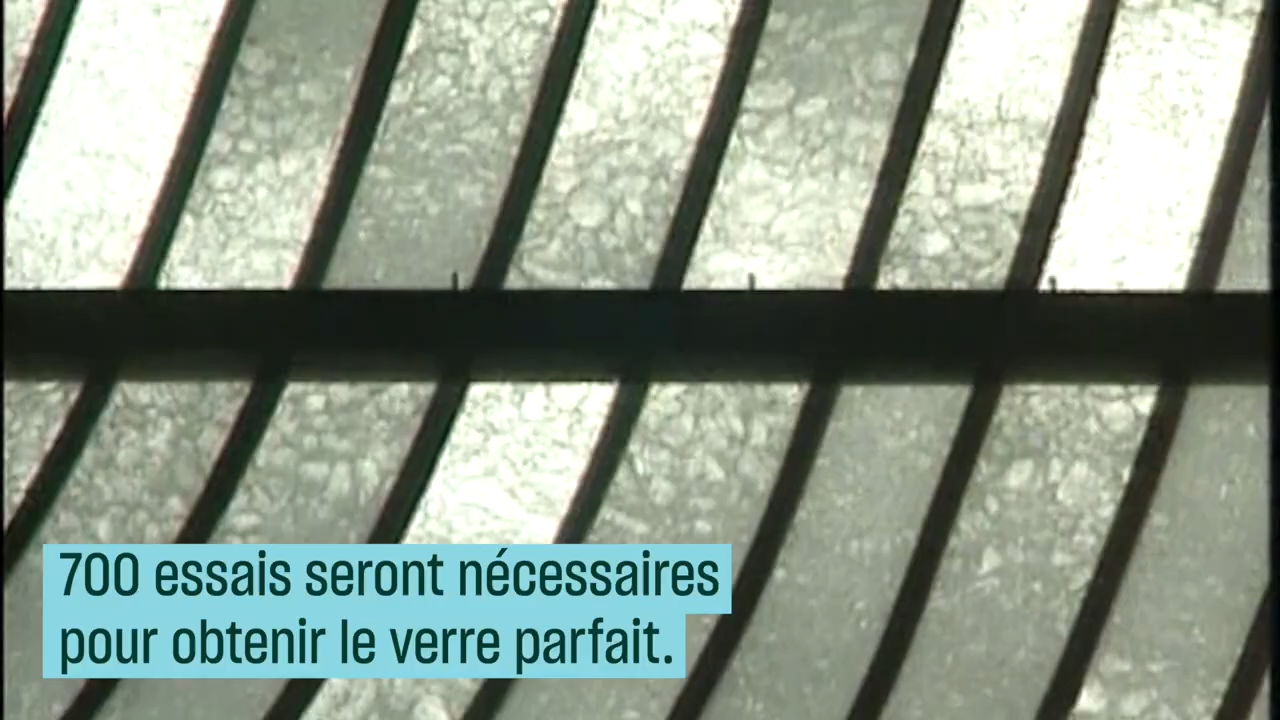 700 essais seront nécessaires
pour obtenir le verre parfait.